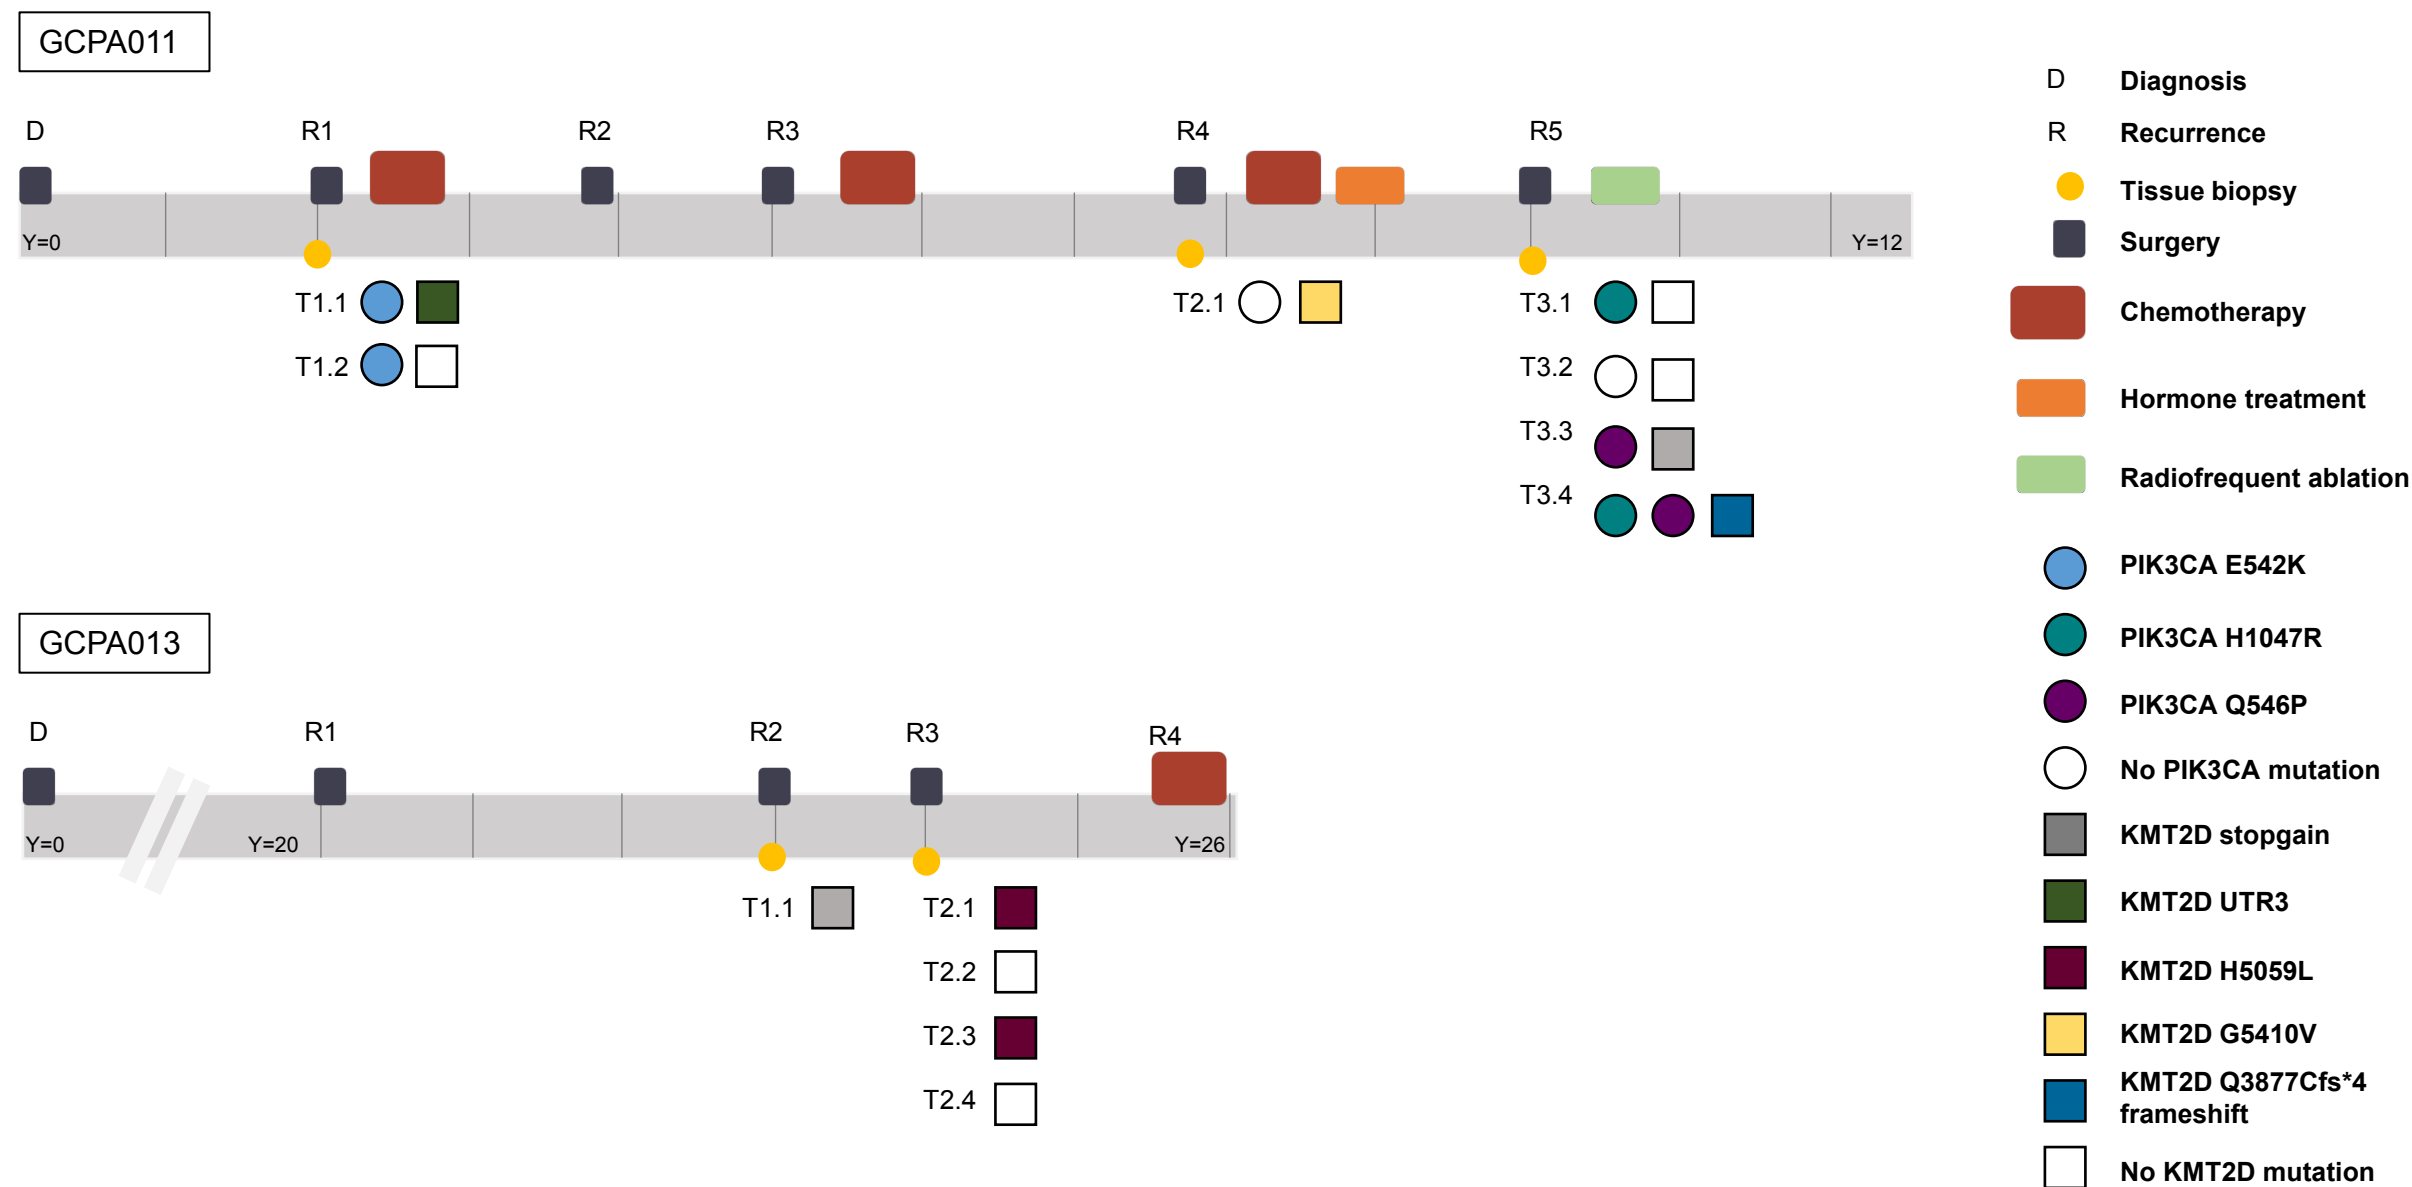 GCPA011
D R1 R2 R3 R4 R5
Y=0 Y=12
T1.1 T2.1 T3.1
T1.2 T3.2
T3.3
T3.4
GCPA013
D R1 R2 R3 R4
Y=0 Y=20 Y=26
T1.1 T2.1
T2.2
T2.3
T2.4
D Diagnosis
R Recurrence
Tissue biopsy
Surgery
Chemotherapy
Hormone treatment
Radiofrequent ablation
PIK3CA E542K
PIK3CA H1047R
PIK3CA Q546P
No PIK3CA mutation
KMT2D stopgain
KMT2D UTR3
KMT2D H5059L
KMT2D G5410V
KMT2D Q3877Cfs*4
frameshift
No KMT2D mutation